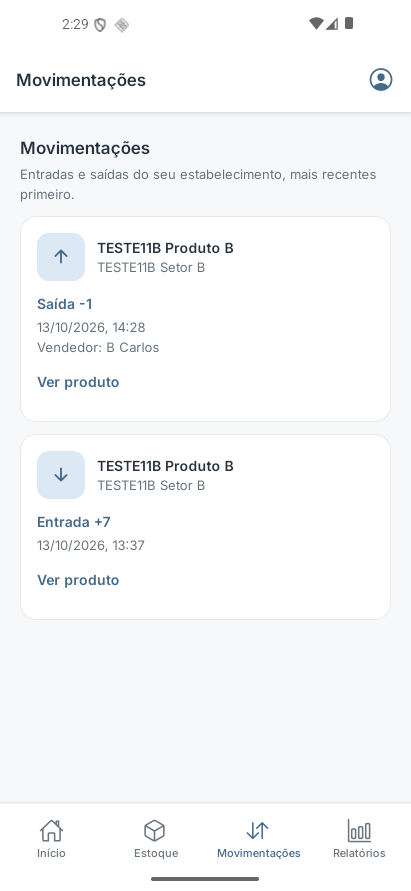 2:29
Movimentações
Movimentações
Entradas e saídas do seu estabelecimento, mais recentes
primeiro.
TESTE11B Produto B
TESTE11B Setor B
Saída -1
13/10/2026, 14:28
Vendedor: B Carlos
Ver produto
TESTE11B Produto B
TESTE11B Setor B
Entrada +7
13/10/2026, 13:37
Ver produto
Início
Estoque
Movimentações
Relatórios